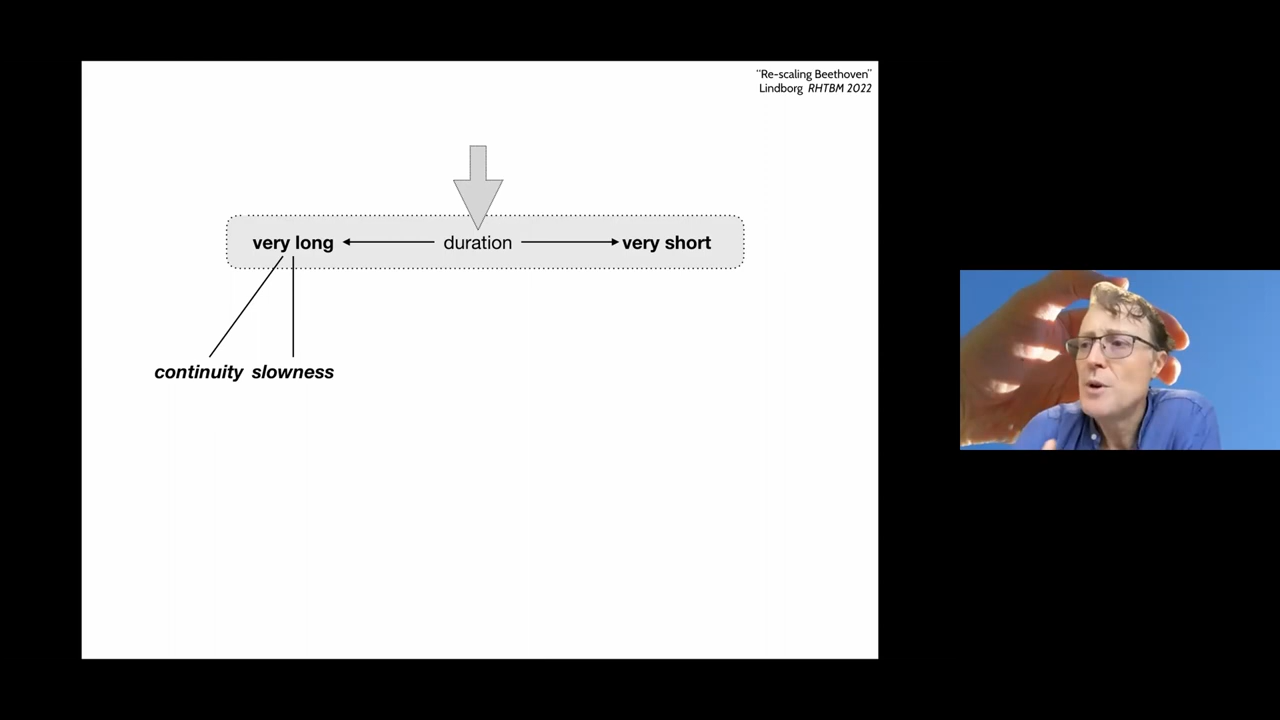 "Re-scaling Beethoven"
Lindborg RHTBM 2022
very long duration very short
continuity slowness